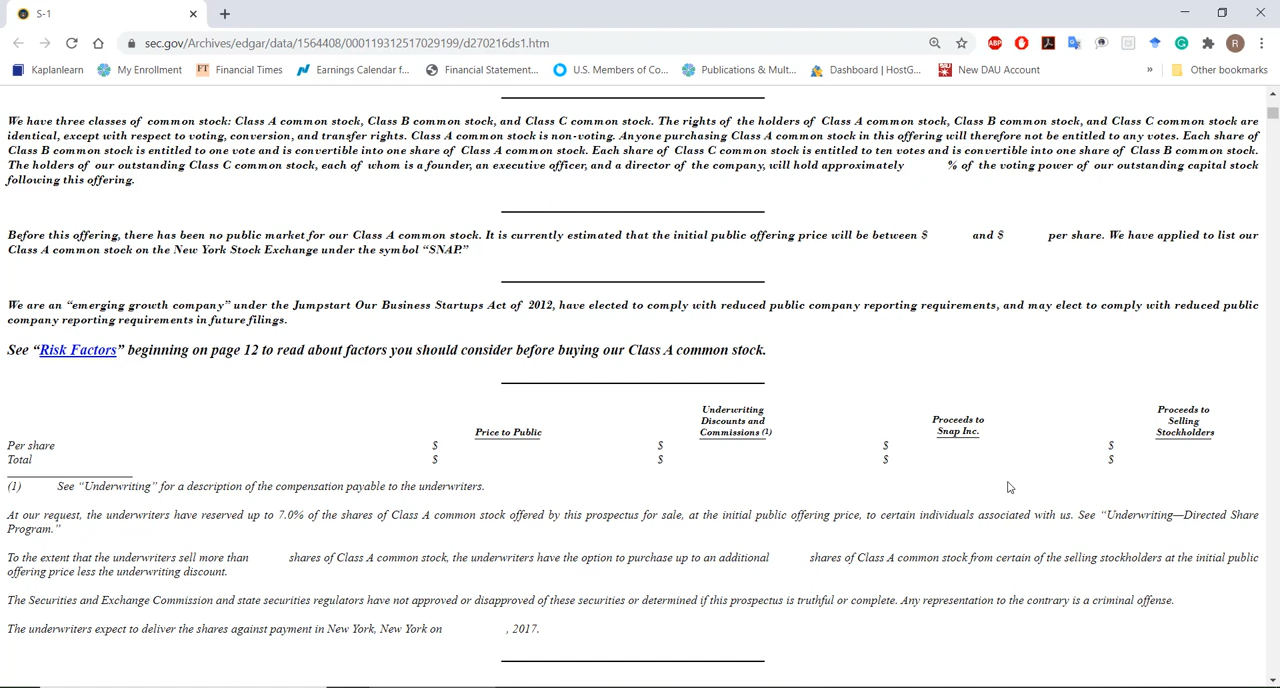 S-1
sec.gov/Archives/edgar/data/1564408/000119312517029199/d270216ds1.htm
ABP
R
Kaplanlearn My Enrollment FT Financial Times Earnings Calendar f... Financial Statement... U.S. Members of Co... Publications & Mult... Dashboard | HostG... New DAU Account » Other bookmarks
We have three classes of common stock: Class A common stock, Class B common stock, and Class C common stock. The rights of the holders of Class A common stock, Class B common stock, and Class C common stock are
identical, except with respect to voting, conversion, and transfer rights. Class A common stock is non-voting. Anyone purchasing Class A common stock in this offering will therefore not be entitled to any votes. Each share of
Class B common stock is entitled to one vote and is convertible into one share of Class A common stock. Each share of Class C common stock is entitled to ten votes and is convertible into one share of Class B common stock.
The holders of our outstanding Class C common stock, each of whom is a founder, an executive officer, and a director of the company, will hold approximately % of the voting power of our outstanding capital stock
following this offering.
Before this offering, there has been no public market for our Class A common stock. It is currently estimated that the initial public offering price will be between $ and $ per share. We have applied to list our
Class A common stock on the New York Stock Exchange under the symbol “SNAP.”
We are an “emerging growth company” under the Jumpstart Our Business Startups Act of 2012, have elected to comply with reduced public company reporting requirements, and may elect to comply with reduced public
company reporting requirements in future filings.
See “Risk Factors” beginning on page 12 to read about factors you should consider before buying our Class A common stock.
Price to Public
Underwriting
Discounts and
Commissions (1)
Proceeds to
Snap Inc.
Proceeds to
Selling
Stockholders
Per share $ $ $ $
Total $ $ $ $
(1) See “Underwriting” for a description of the compensation payable to the underwriters.
At our request, the underwriters have reserved up to 7.0% of the shares of Class A common stock offered by this prospectus for sale, at the initial public offering price, to certain individuals associated with us. See “Underwriting—Directed Share
Program.”
To the extent that the underwriters sell more than shares of Class A common stock, the underwriters have the option to purchase up to an additional shares of Class A common stock from certain of the selling stockholders at the initial public
offering price less the underwriting discount.
The Securities and Exchange Commission and state securities regulators have not approved or disapproved of these securities or determined if this prospectus is truthful or complete. Any representation to the contrary is a criminal offense.
The underwriters expect to deliver the shares against payment in New York, New York on , 2017.